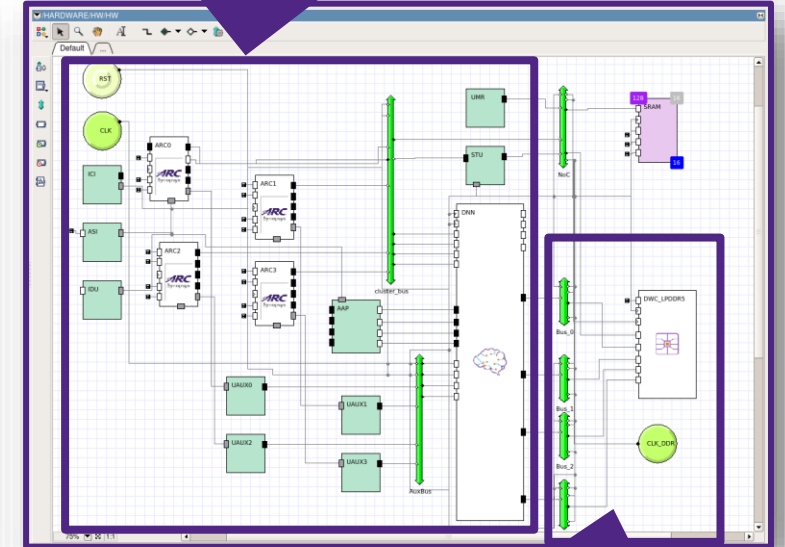 /HARDWARE/HW/HW
Default
...
RST
CLK
ICI
ASI
IDU
ARC0
ARC
ARC1
ARC
ARC2
ARC
ARC3
ARC
cluster_bus
AAP
UAUX0
UAUX1
UAUX2
UAUX3
AuxBus
UMR
STU
DNN
NoC
128
16
SRAM
16
Bus_0
Bus_1
Bus_2
DWC_LPDDR5
CLK_DDR
75%
1:1